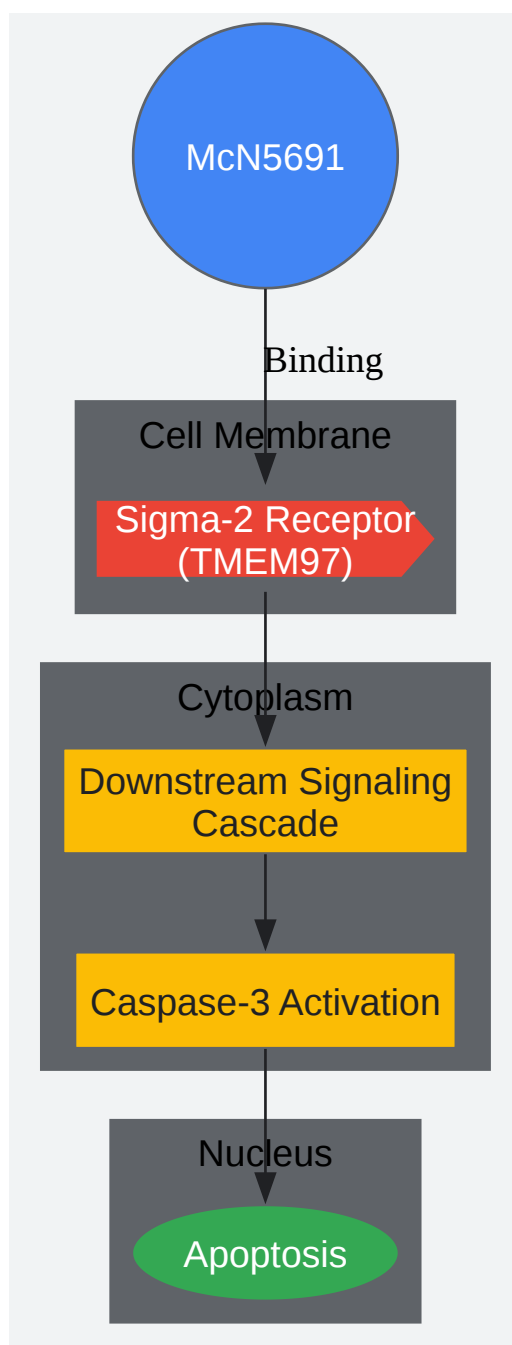 McN5691
Binding
Cell Membrane
Sigma-2 Receptor
(TMEM97)
Cytoplasm
Downstream Signaling
Cascade
Caspase-3 Activation
Nucleus
Apoptosis